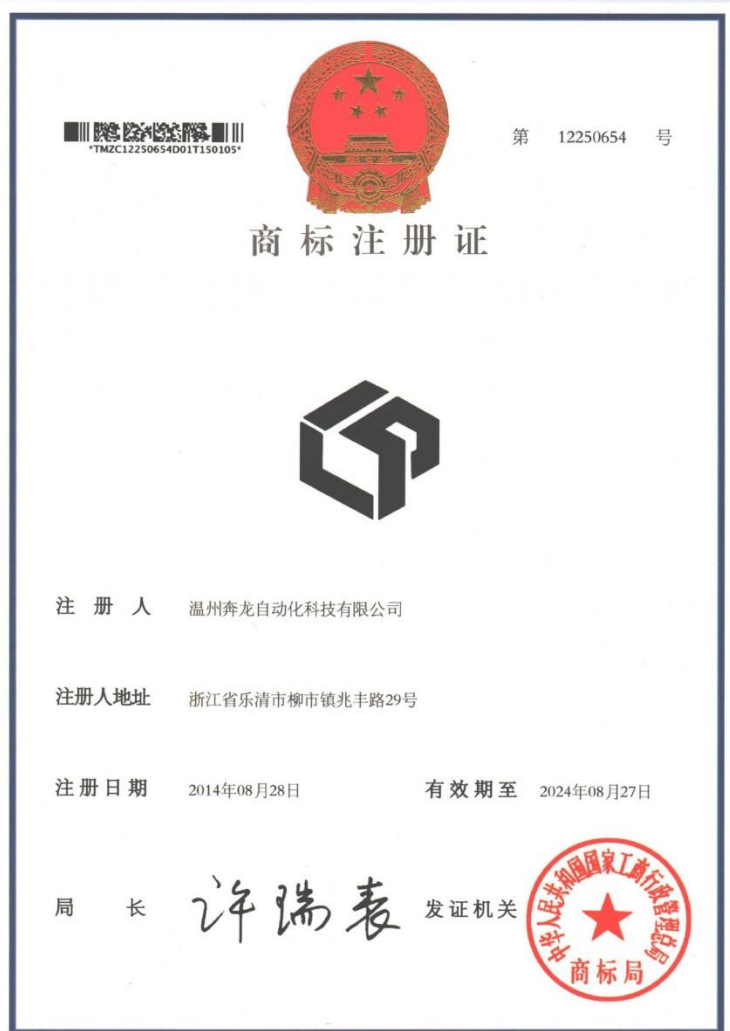 *TMZC12250654D01T150105*
第 12250654 号
商标注册证
注册人 温州奔龙自动化科技有限公司
注册人地址 浙江省乐清市柳市镇兆丰路29号
注册日期 2014年08月28日 有效期至 2024年08月27日
局长 许瑞表 发证机关
中华人民共和国国家工商行政管理总局
商标局